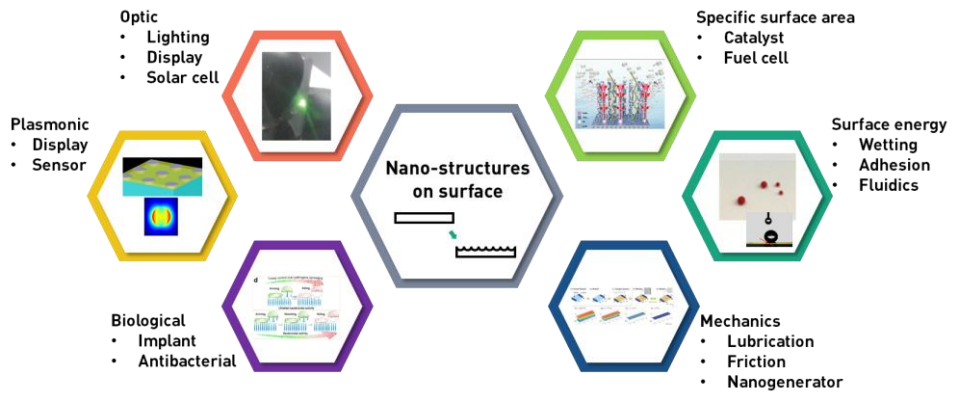 Optic
• Lighting
• Display
• Solar cell
Specific surface area
• Catalyst
• Fuel cell
Plasmonic
• Display
• Sensor
Nano-structures
on surface
Surface energy
• Wetting
• Adhesion
• Fluidics
d
Biological
• Implant
• Antibacterial
Mechanics
• Lubrication
• Friction
• Nanogenerator